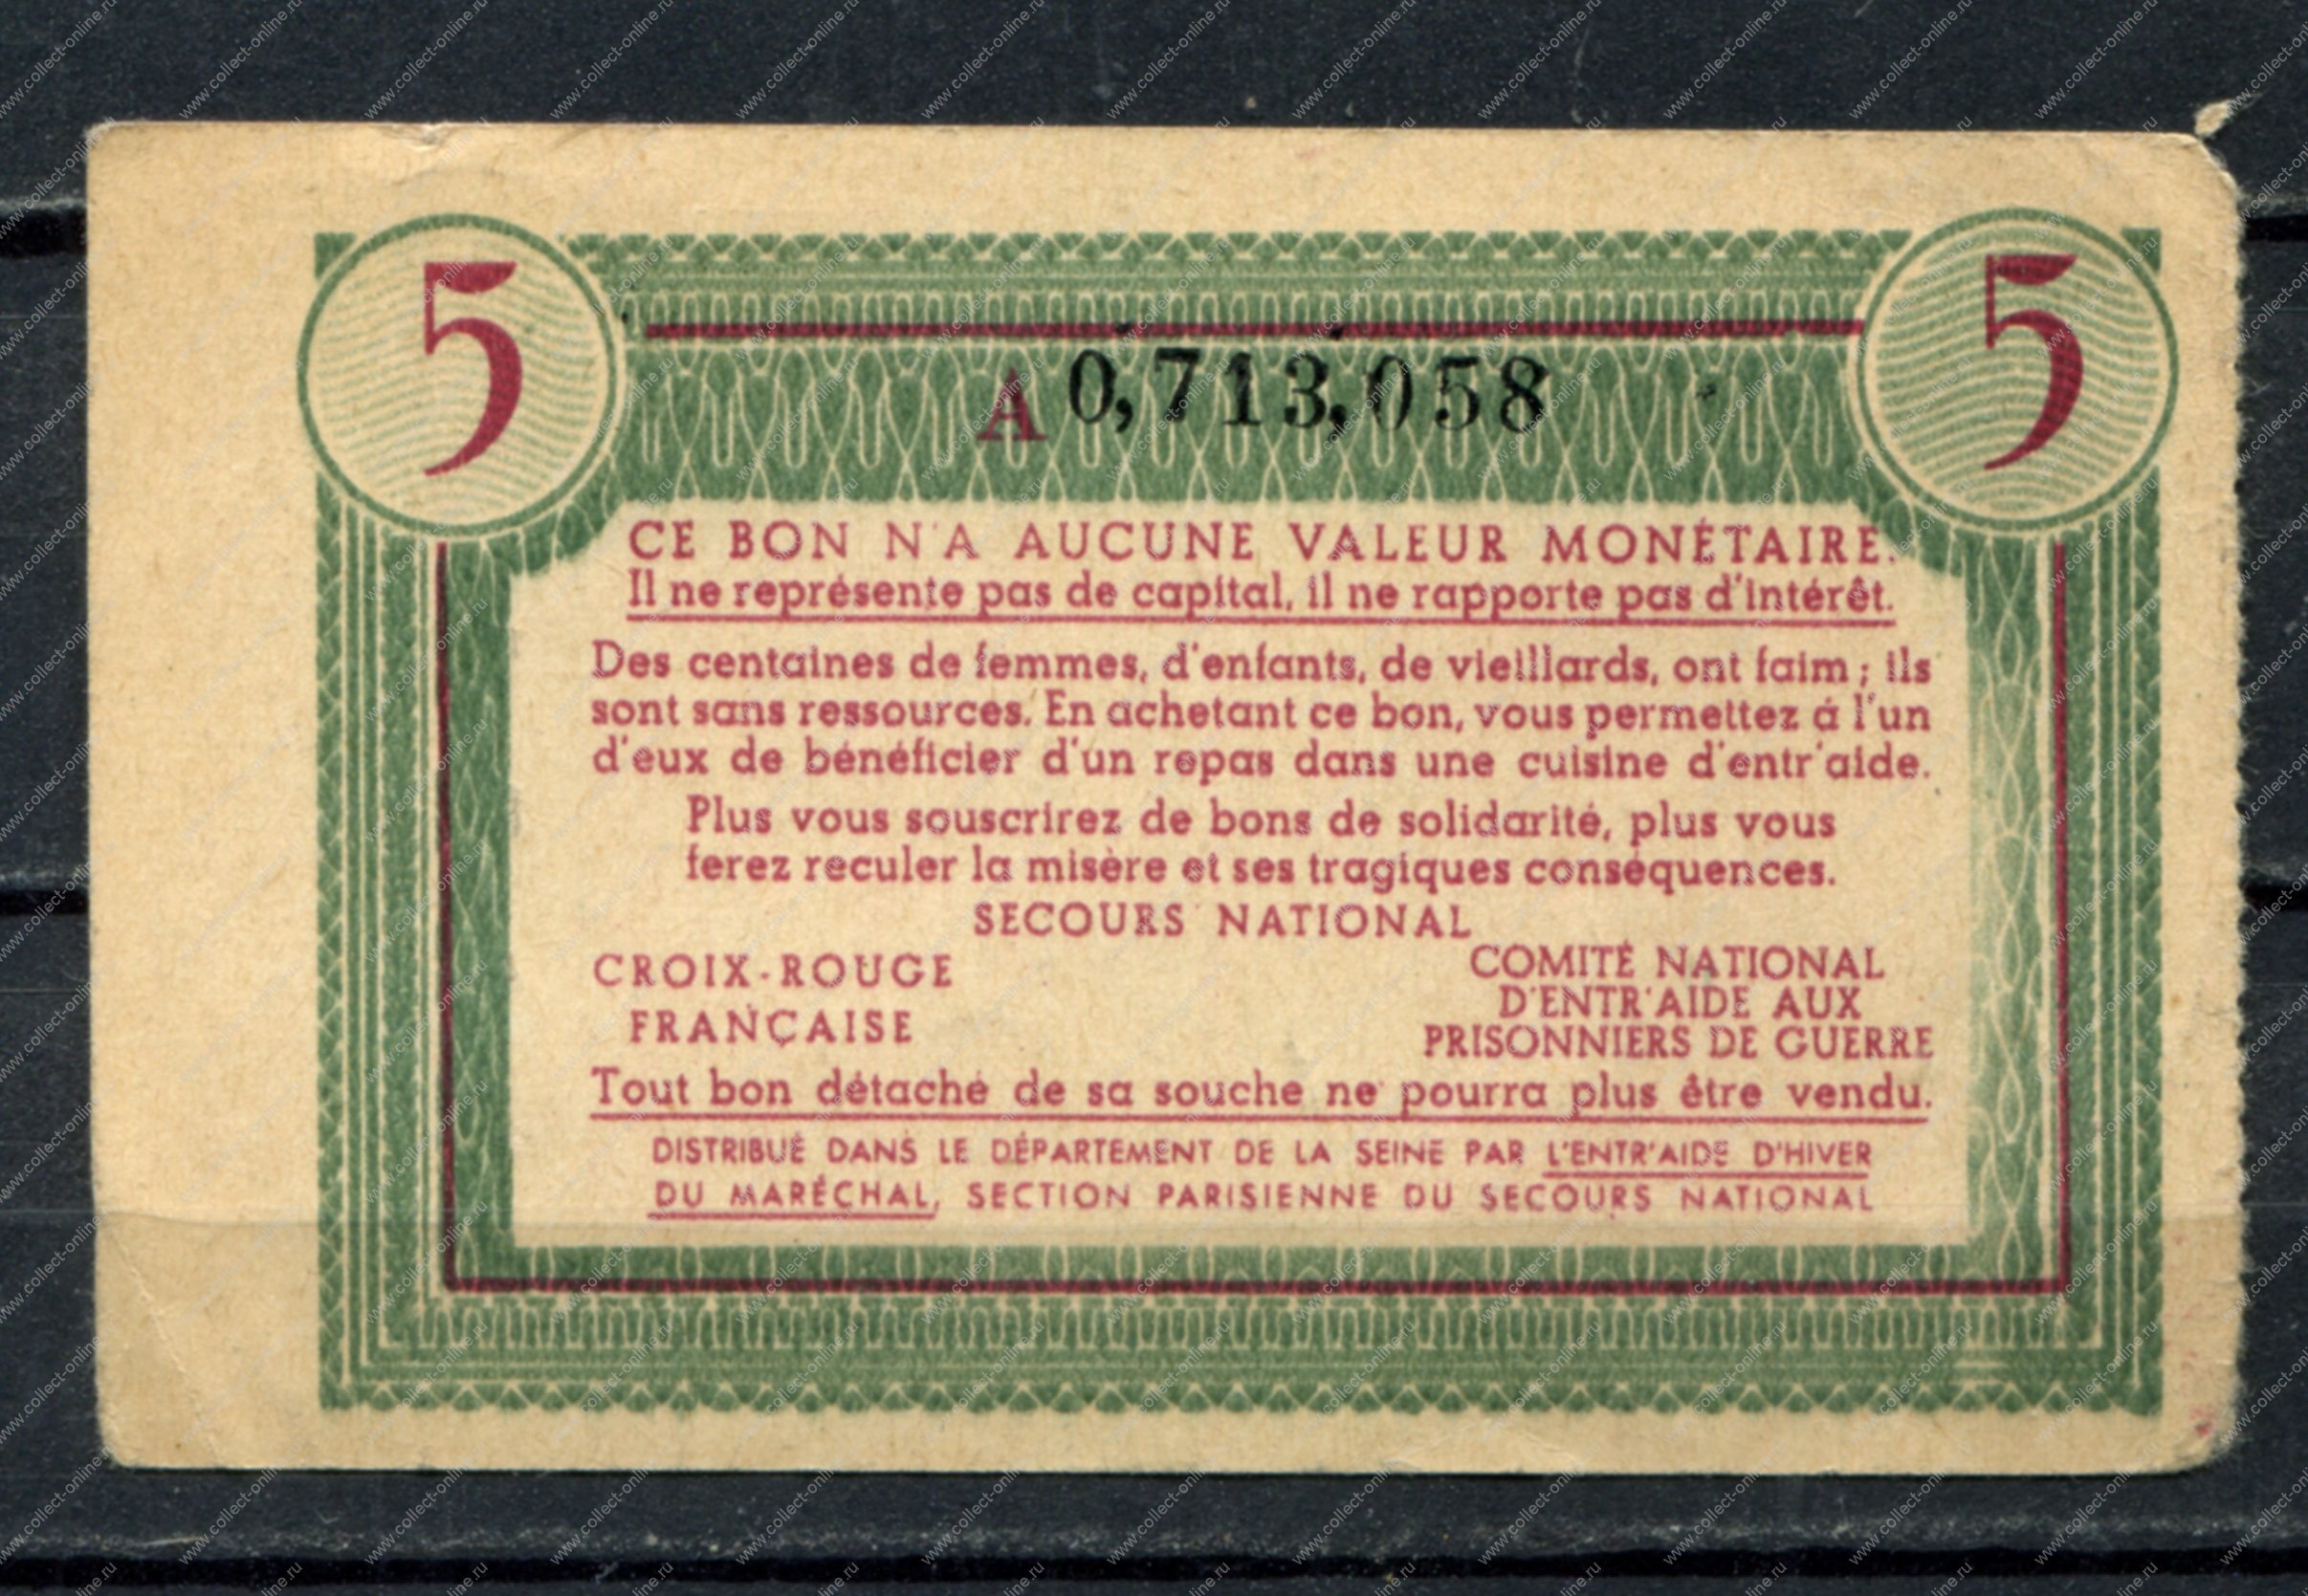 5 5
A 0,713,058
CE BON N'A AUCUNE VALEUR MONÉTAIRE.
Il ne représente pas de capital, il ne rapporte pas d'intérêt.
Des centaines de femmes, d'enfants, de vieillards, ont faim ; ils
sont sans ressources. En achetant ce bon, vous permettez à l'un
d'eux de bénéficier d'un repas dans une cuisine d'entr'aide.
Plus vous souscrirez de bons de solidarité, plus vous
ferez reculer la misère et ses tragiques conséquences.
SECOURS NATIONAL
CROIX-ROUGE
FRANÇAISE
COMITÉ NATIONAL
D'ENTR'AIDE AUX
PRISONNIERS DE GUERRE
Tout bon détaché de sa souche ne pourra plus être vendu.
DISTRIBUÉ DANS LE DÉPARTEMENT DE LA SEINE PAR L'ENTR'AIDE D'HIVER
DU MARÉCHAL, SECTION PARISIENNE DU SECOURS NATIONAL
www.collect-online.ru